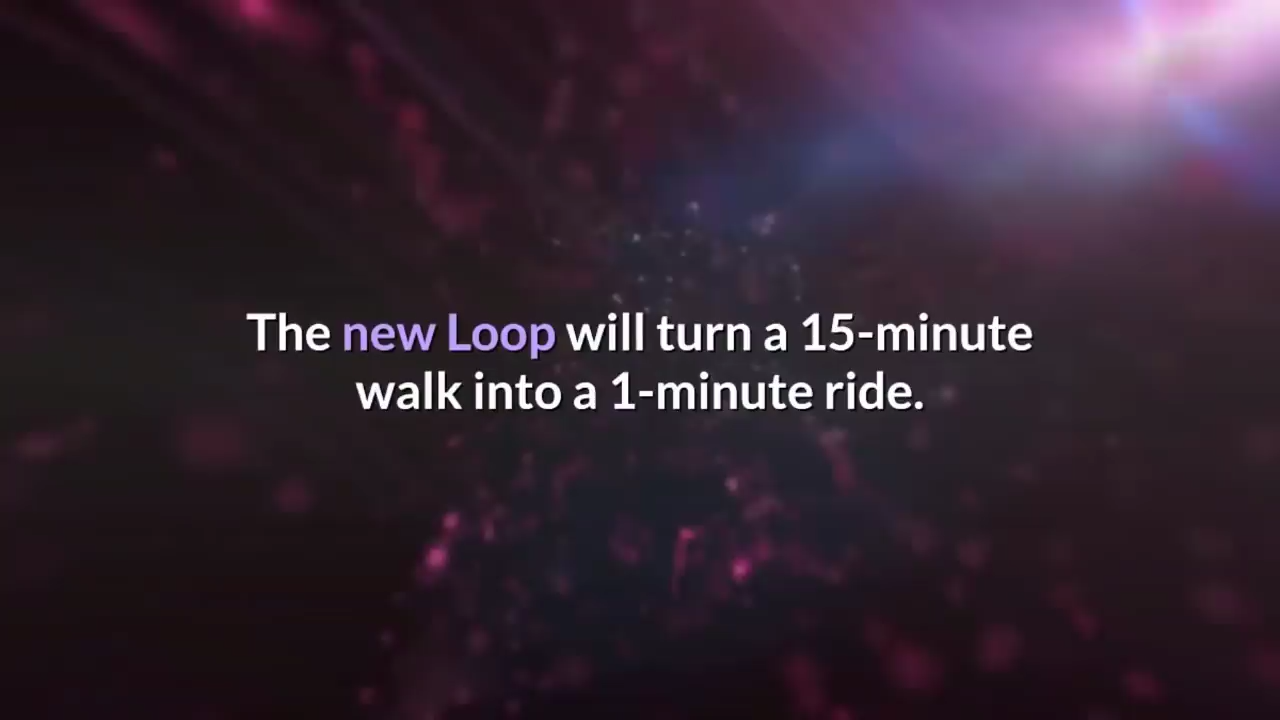 The new Loop will turn a 15-minute
walk into a 1-minute ride.